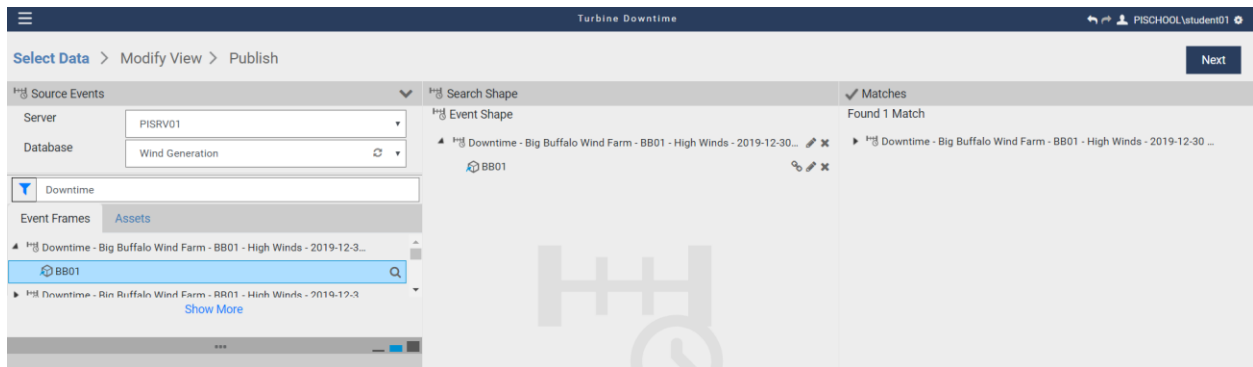 Turbine Downtime
PISCHOOL\student01
Select Data > Modify View > Publish
Next
Source Events
Server
PISRV01
Database
Wind Generation
Downtime
Event Frames
Assets
Downtime - Big Buffalo Wind Farm - BB01 - High Winds - 2019-12-3...
BB01
Downtime - Big Buffalo Wind Farm - BB01 - High Winds - 2019-12-3
Show More
Search Shape
Event Shape
Downtime - Big Buffalo Wind Farm - BB01 - High Winds - 2019-12-30...
BB01
Matches
Found 1 Match
Downtime - Big Buffalo Wind Farm - BB01 - High Winds - 2019-12-30 ...